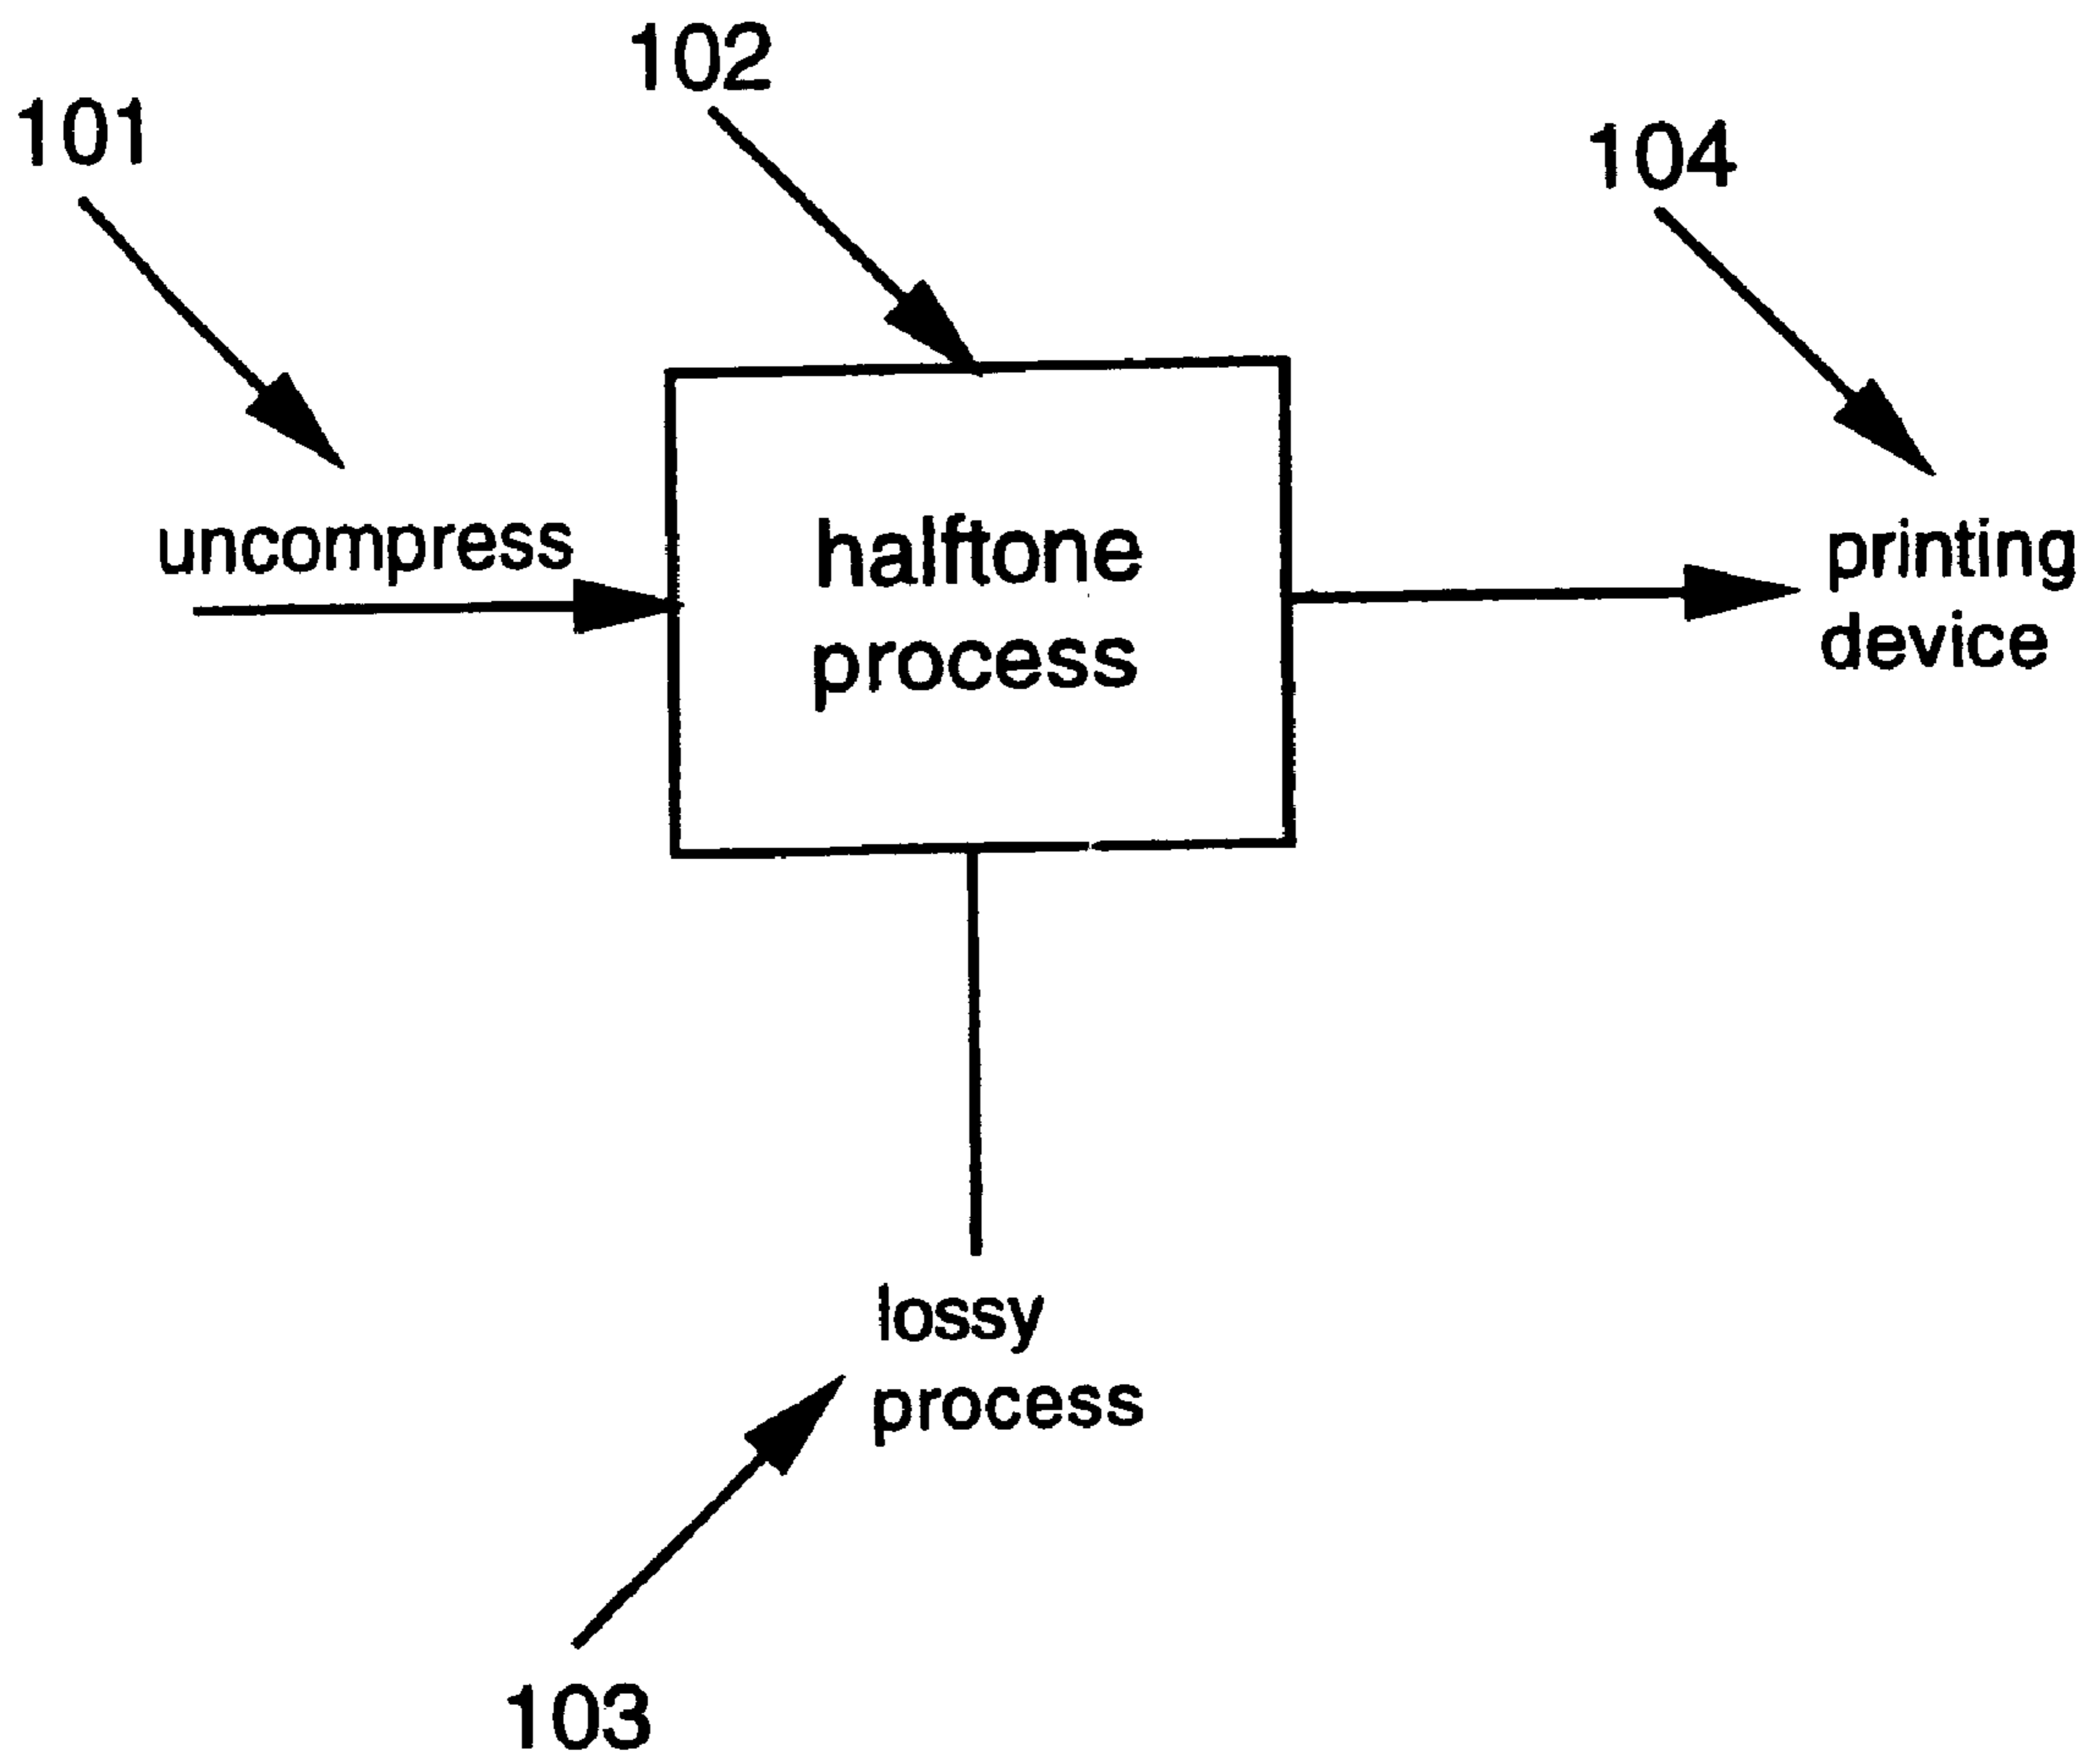 102
101
104
uncompress
halftone
process
printing
device
lossy
process
103